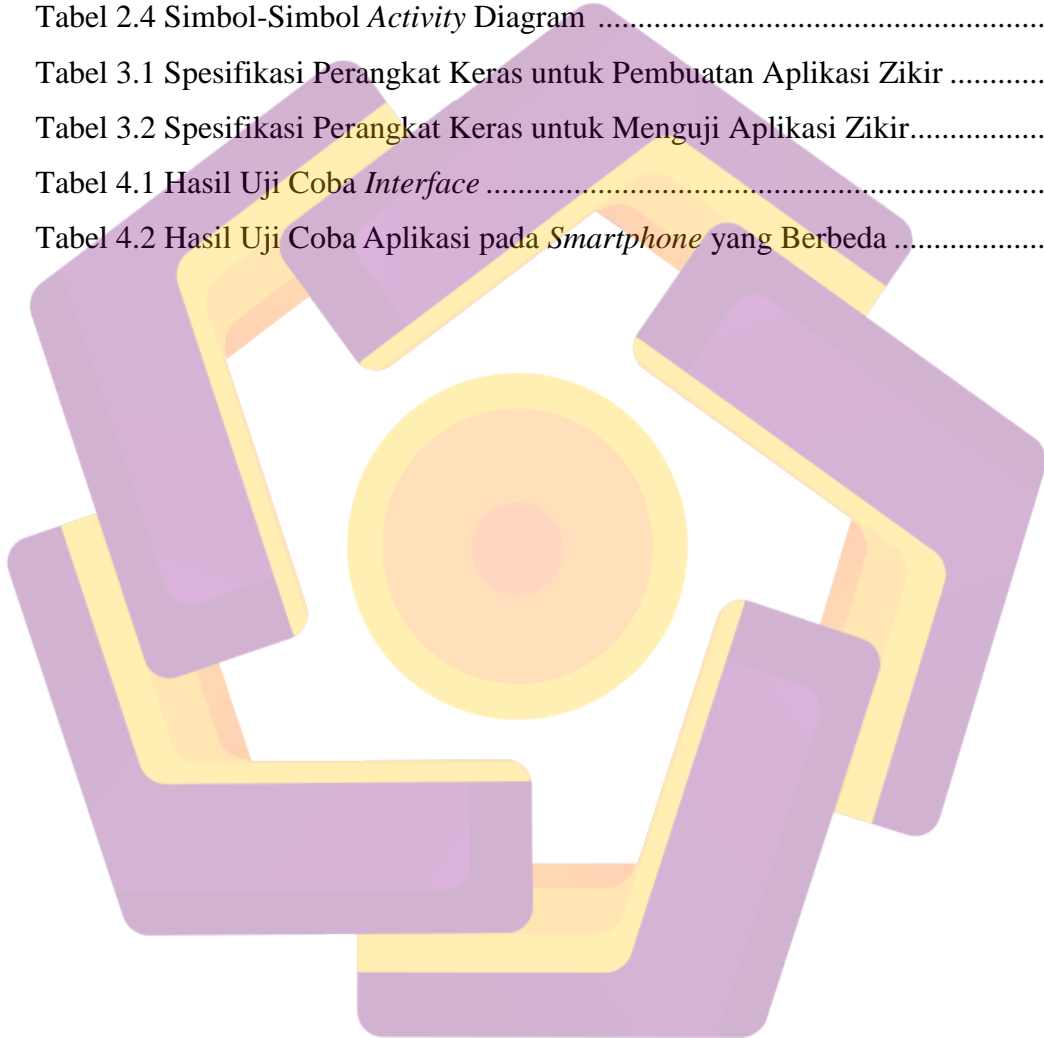 Tabel 2.4 Simbol-Simbol Activity Diagram ..................................................
Tabel 3.1 Spesifikasi Perangkat Keras untuk Pembuatan Aplikasi Zikir ............
Tabel 3.2 Spesifikasi Perangkat Keras untuk Menguji Aplikasi Zikir.................
Tabel 4.1 Hasil Uji Coba Interface ......................................................................
Tabel 4.2 Hasil Uji Coba Aplikasi pada Smartphone yang Berbeda ...................